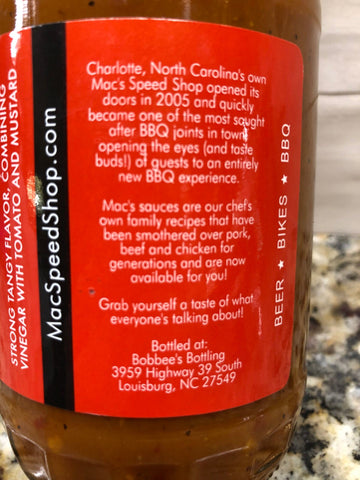 STRONG TANGY FLAVOR, COMBINING
VINEGAR WITH TOMATO AND MUSTARD
MacSpeedShop.com
Charlotte, North Carolina's own
Mac's Speed Shop opened its
doors in 2005 and quickly
became one of the most sought
after BBQ joints in town,
opening the eyes (and taste
buds!) of guests to an entirely
new BBQ experience.
Mac's sauces are our chef's
own family recipes that have
been smothered over pork,
beef and chicken for
generations and are now
available for you!
Grab yourself a taste of what
everyone's talking about!
Bottled at:
Bobbee's Bottling
3959 Highway 39 South
Louisburg, NC 27549
BEER ★ BIKES ★ BBQ